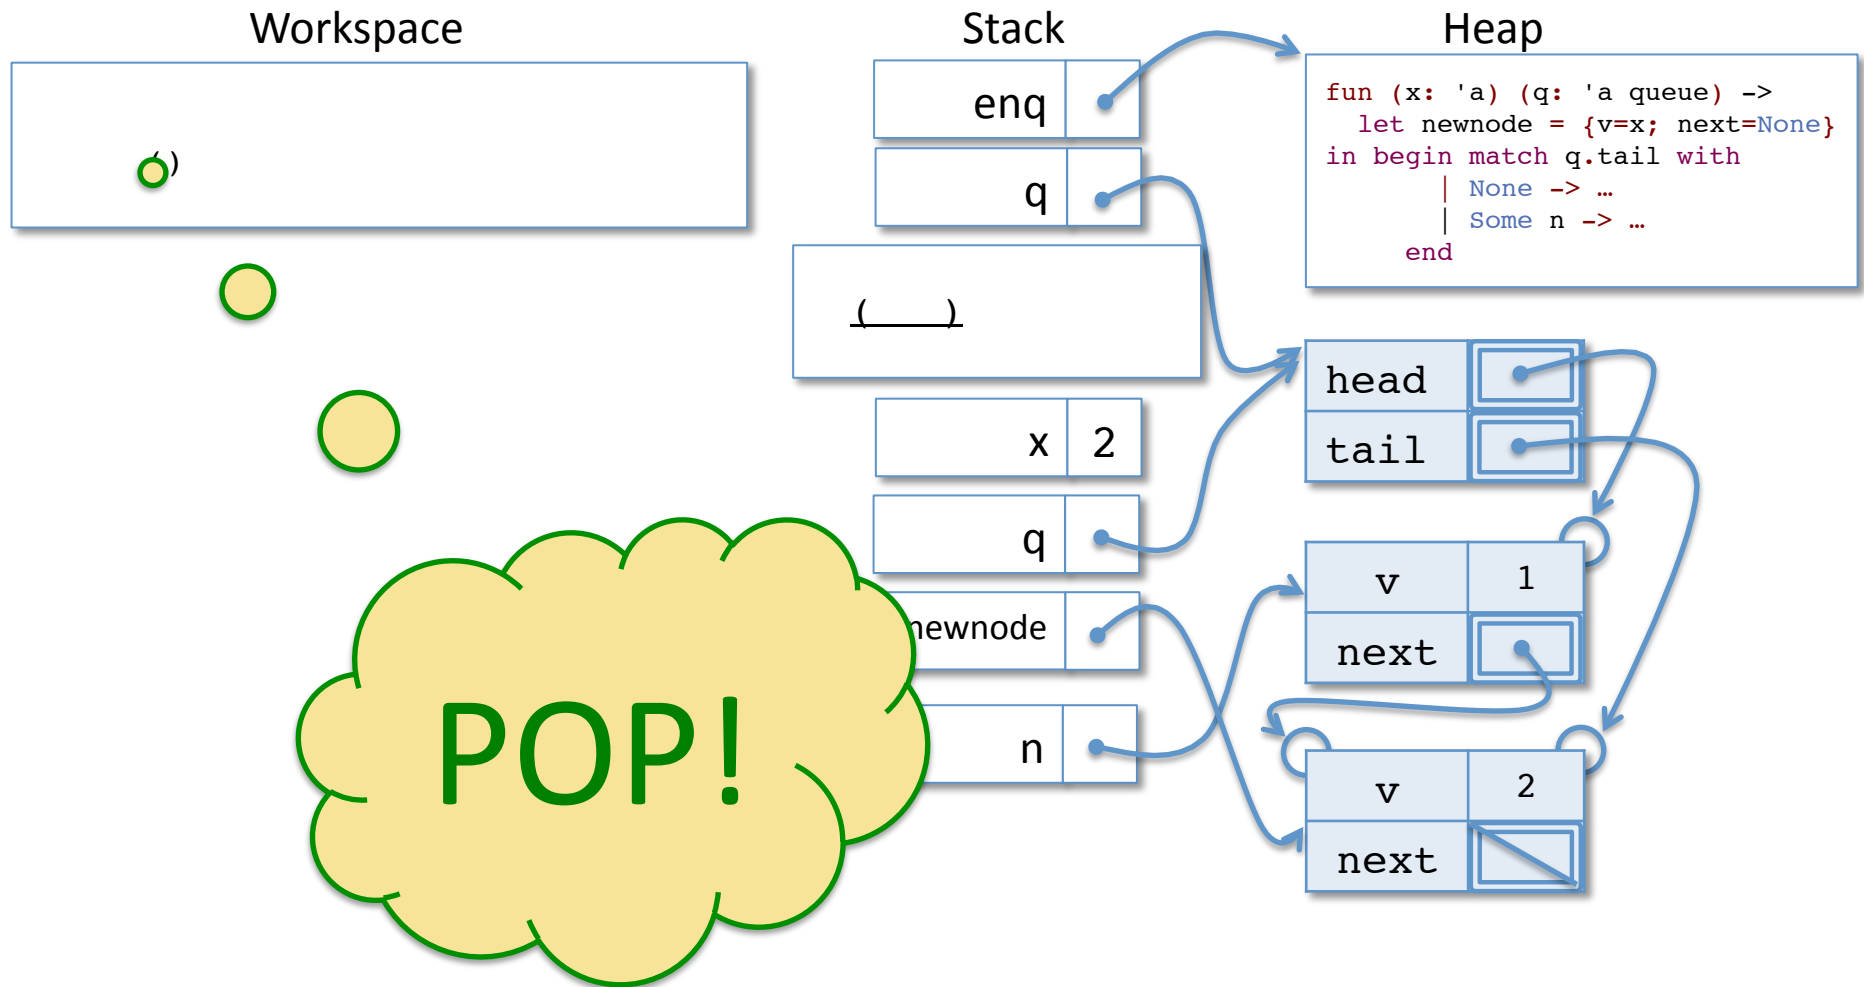 Workspace
Stack
Heap
()
enq
q
(    )
x 2
q
newnode
n
fun (x: 'a) (q: 'a queue) ->
let newnode = {v=x; next=None}
in begin match q.tail with
| None -> …
| Some n -> …
end
head
tail
v 1
next
v 2
next
POP!